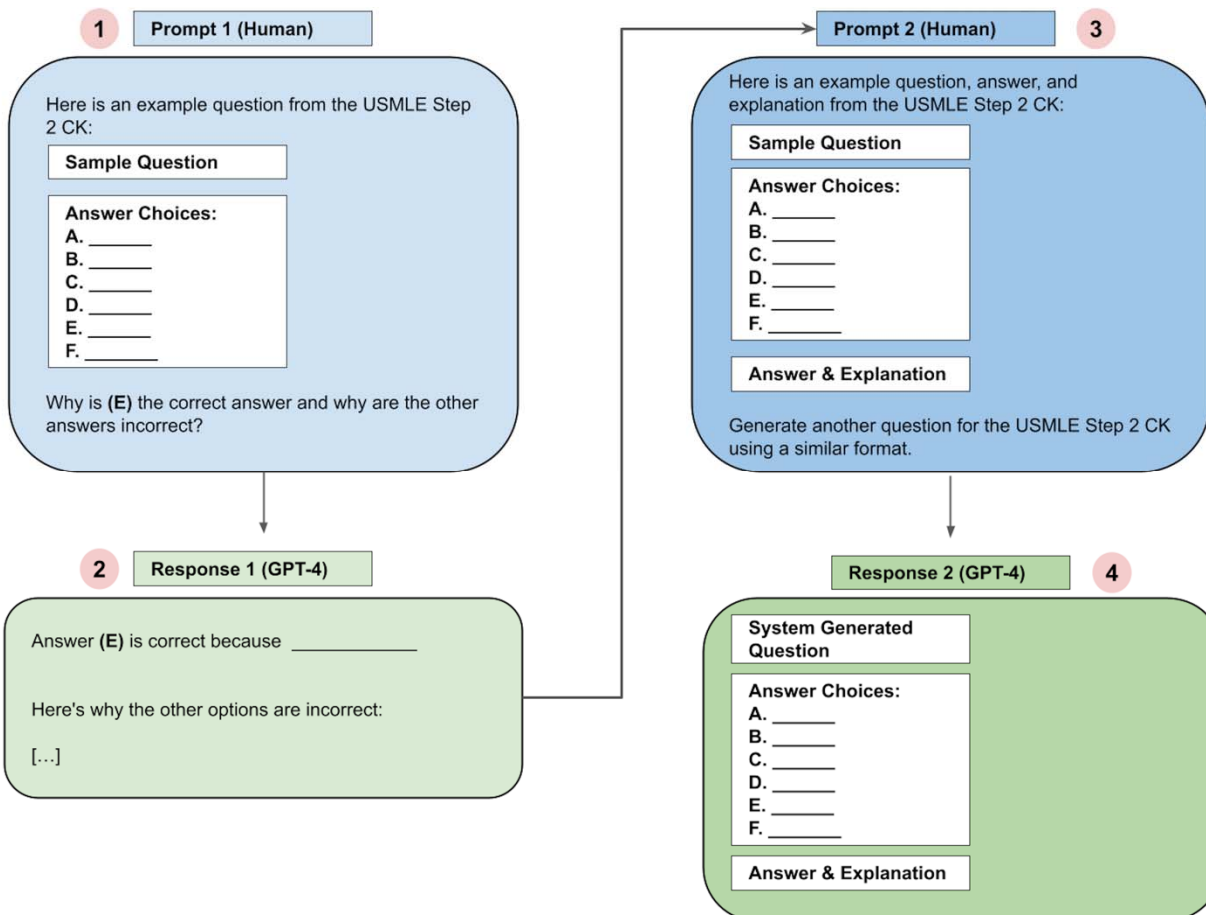 1
Prompt 1 (Human)
Here is an example question from the USMLE Step
2 CK:
Sample Question
Answer Choices:
A. ______
B. ______
C. ______
D. ______
E. ______
F. _______
Why is (E) the correct answer and why are the other
answers incorrect?
2
Response 1 (GPT-4)
Answer (E) is correct because ____________
Here's why the other options are incorrect:
[…]
Prompt 2 (Human)
3
Here is an example question, answer, and
explanation from the USMLE Step 2 CK:
Sample Question
Answer Choices:
A. ______
B. ______
C. ______
D. ______
E. ______
F. _______
Answer & Explanation
Generate another question for the USMLE Step 2 CK
using a similar format.
Response 2 (GPT-4)
4
System Generated
Question
Answer Choices:
A. ______
B. ______
C. ______
D. ______
E. ______
F. _______
Answer & Explanation